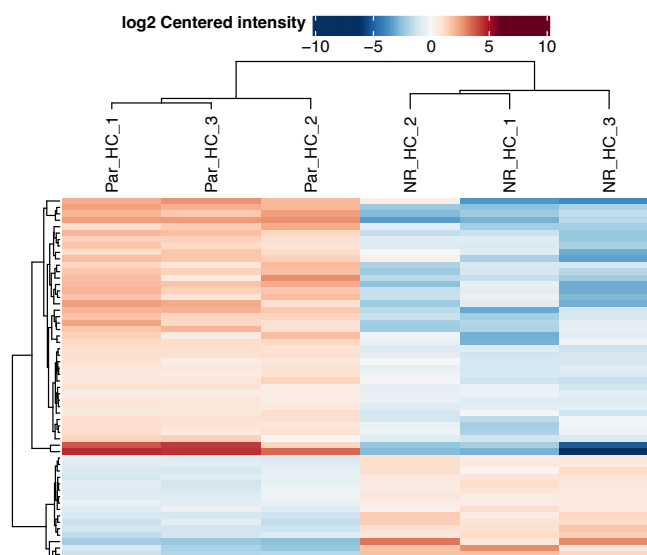 log2 Centered intensity
−10 −5 0 5 10
Par_HC_1 Par_HC_3 Par_HC_2 NR_HC_2 NR_HC_1 NR_HC_3